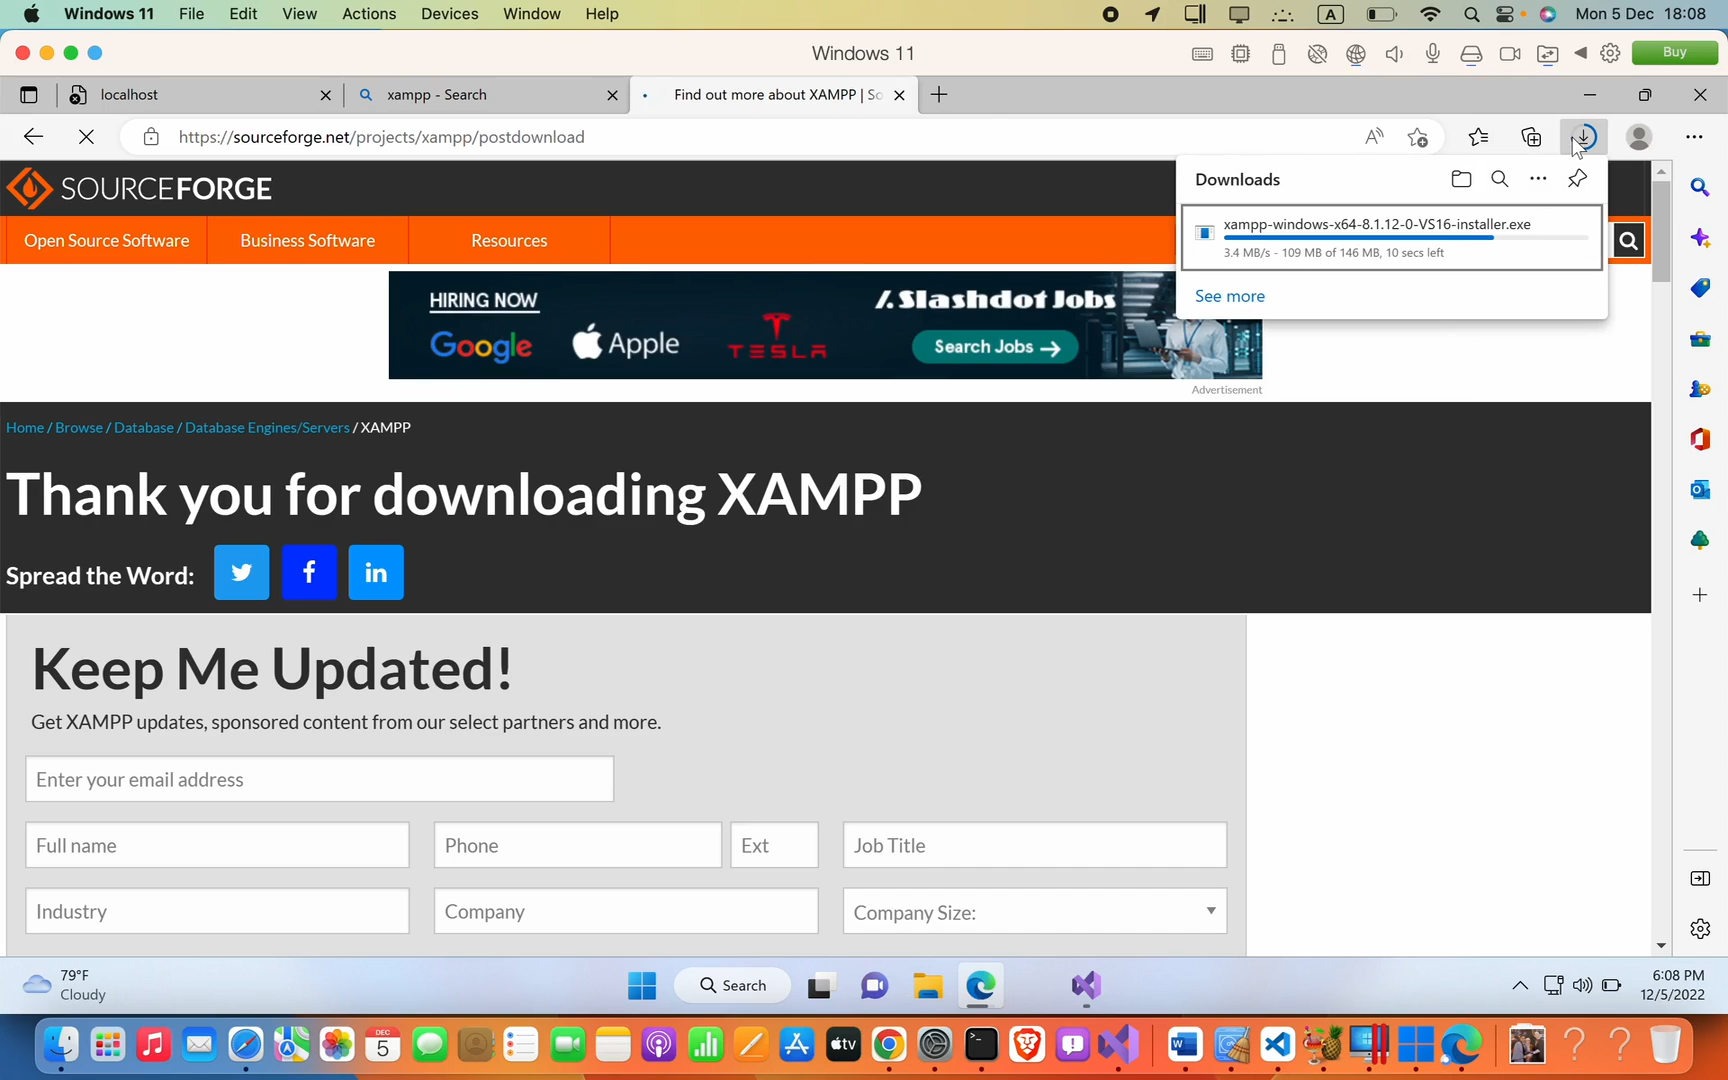 Windows 11 File Edit View Actions Devices Window Help A Mon 5 Dec 18:08
Windows 11 Buy
localhost xampp - Search Find out more about XAMPP | So
https://sourceforge.net/projects/xampp/postdownload
SOURCEFORGE
Downloads
Open Source Software Business Software Resources
xampp-windows-x64-8.1.12-0-VS16-installer.exe
3.4 MB/s - 109 MB of 146 MB, 10 secs left
See more
HIRING NOW
Google Apple TESLA
/.Slashdot Jobs
Search Jobs →
Advertisement
Home / Browse / Database / Database Engines/Servers / XAMPP
Thank you for downloading XAMPP
Spread the Word:
Keep Me Updated!
Get XAMPP updates, sponsored content from our select partners and more.
Enter your email address
Full name Phone Ext Job Title
Industry Company Company Size:
79°F
Cloudy
Search
6:08 PM
12/5/2022
DEC
5
tv